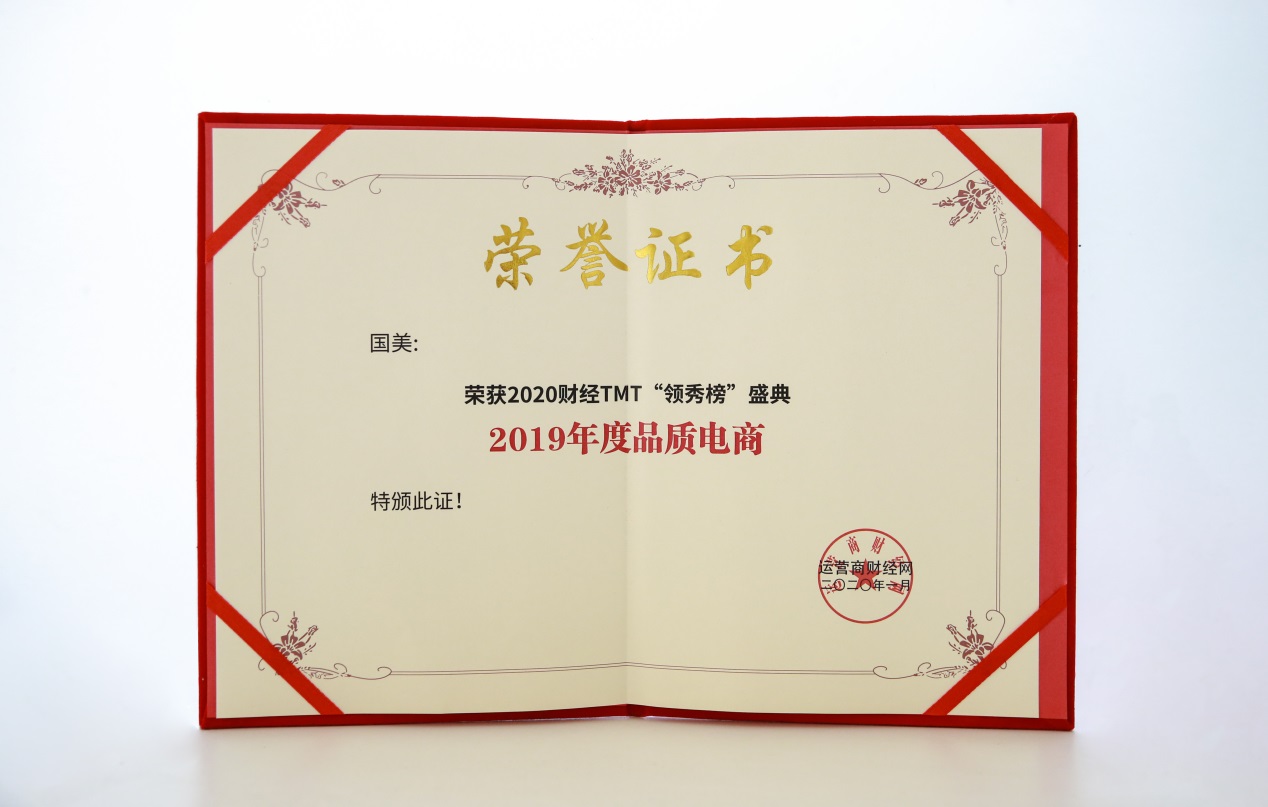 荣誉证书
国美:
荣获2020财经TMT“领秀榜”盛典
2019年度品质电商
特颁此证!
运营商财经网
二〇二〇年一月